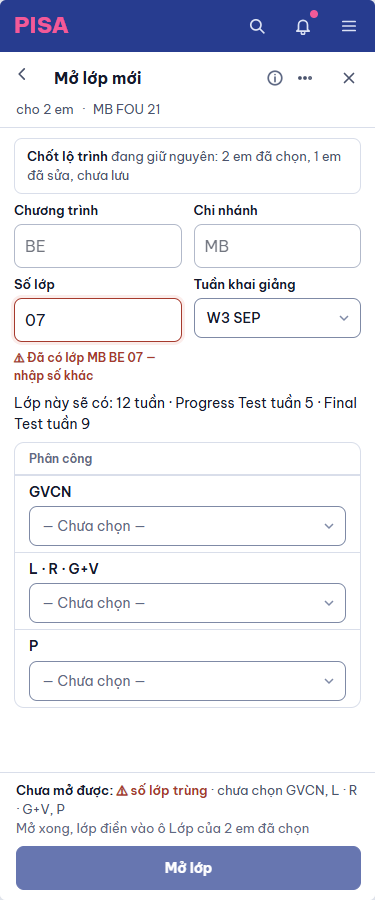 PISA
Mở lớp mới
cho 2 em · MB FOU 21
Chốt lộ trình đang giữ nguyên: 2 em đã chọn, 1 em
đã sửa, chưa lưu
Chương trình
Chi nhánh
BE
MB
Số lớp
Tuần khai giảng
07
W3 SEP
⚠ Đã có lớp MB BE 07 –
nhập số khác
Lớp này sẽ có: 12 tuần · Progress Test tuần 5 · Final
Test tuần 9
Phân công
GVCN
— Chưa chọn —
L · R · G+V
— Chưa chọn —
P
— Chưa chọn —
Chưa mở được: ⚠ số lớp trùng · chưa chọn GVCN, L · R
· G+V, P
Mở xong, lớp điền vào ô Lớp của 2 em đã chọn
Mở lớp